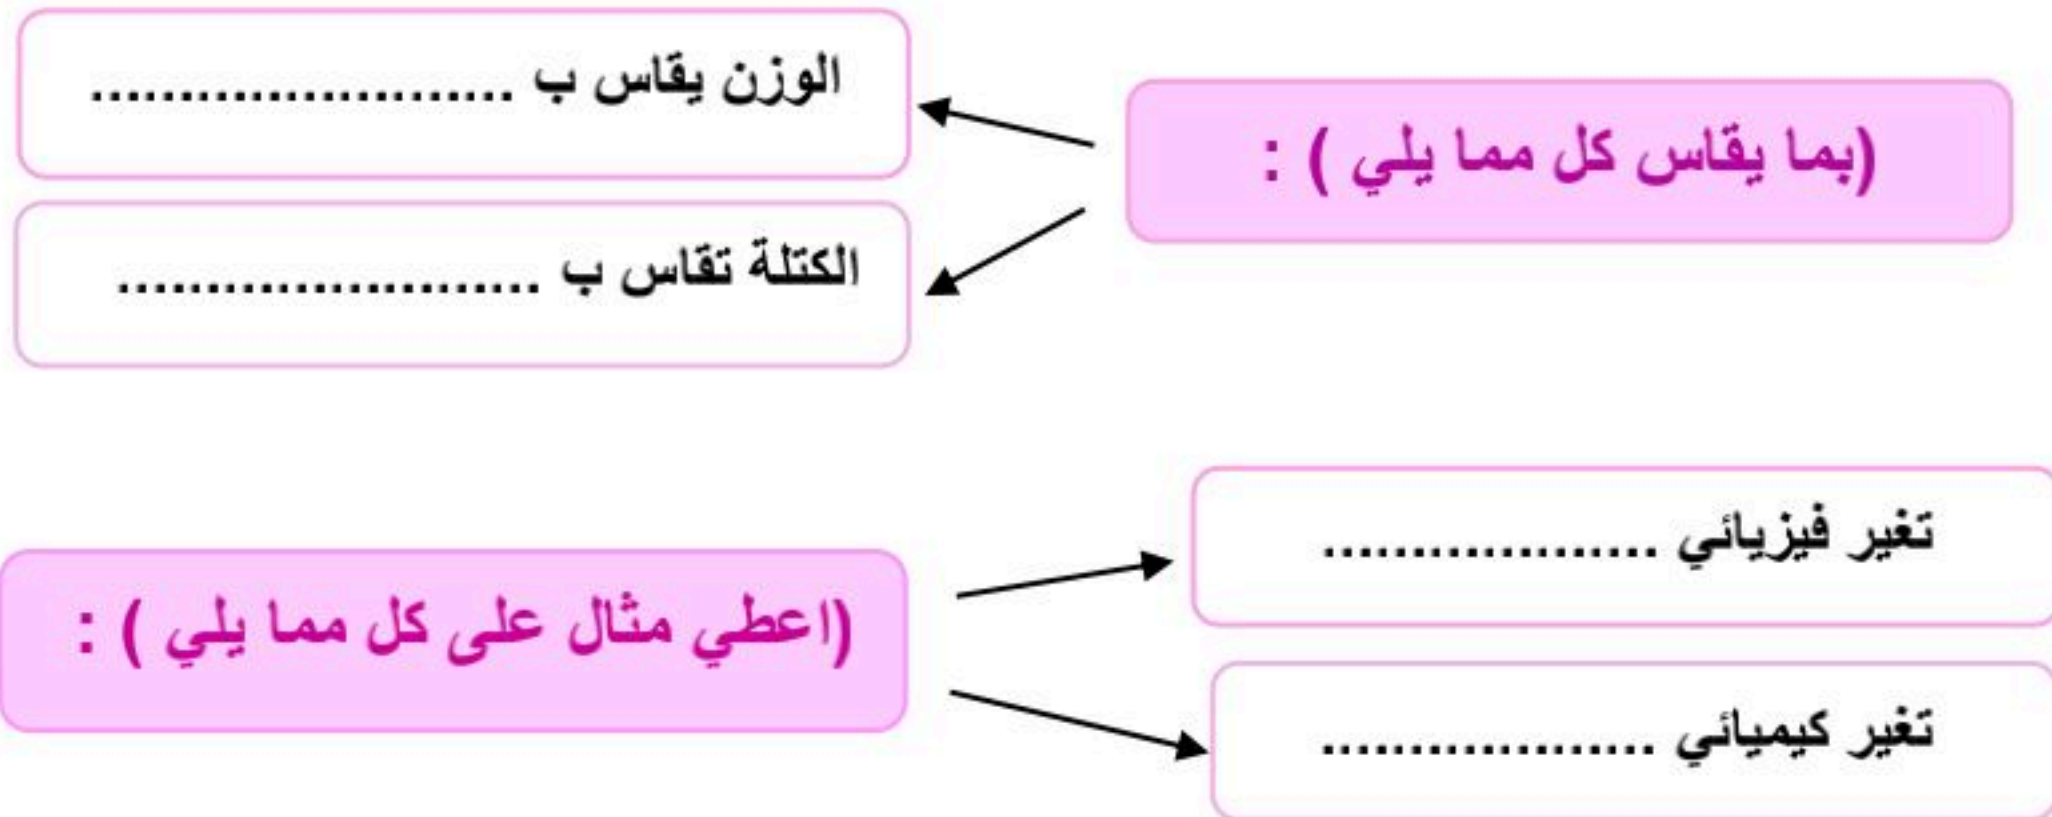 (بما يقاس كل مما يلي ) :
الوزن يقاس ب ........................
الكتلة تقاس ب ........................
(اعطي مثال على كل مما يلي ) :
تغير فيزيائي ...................
تغير كيميائي ...................